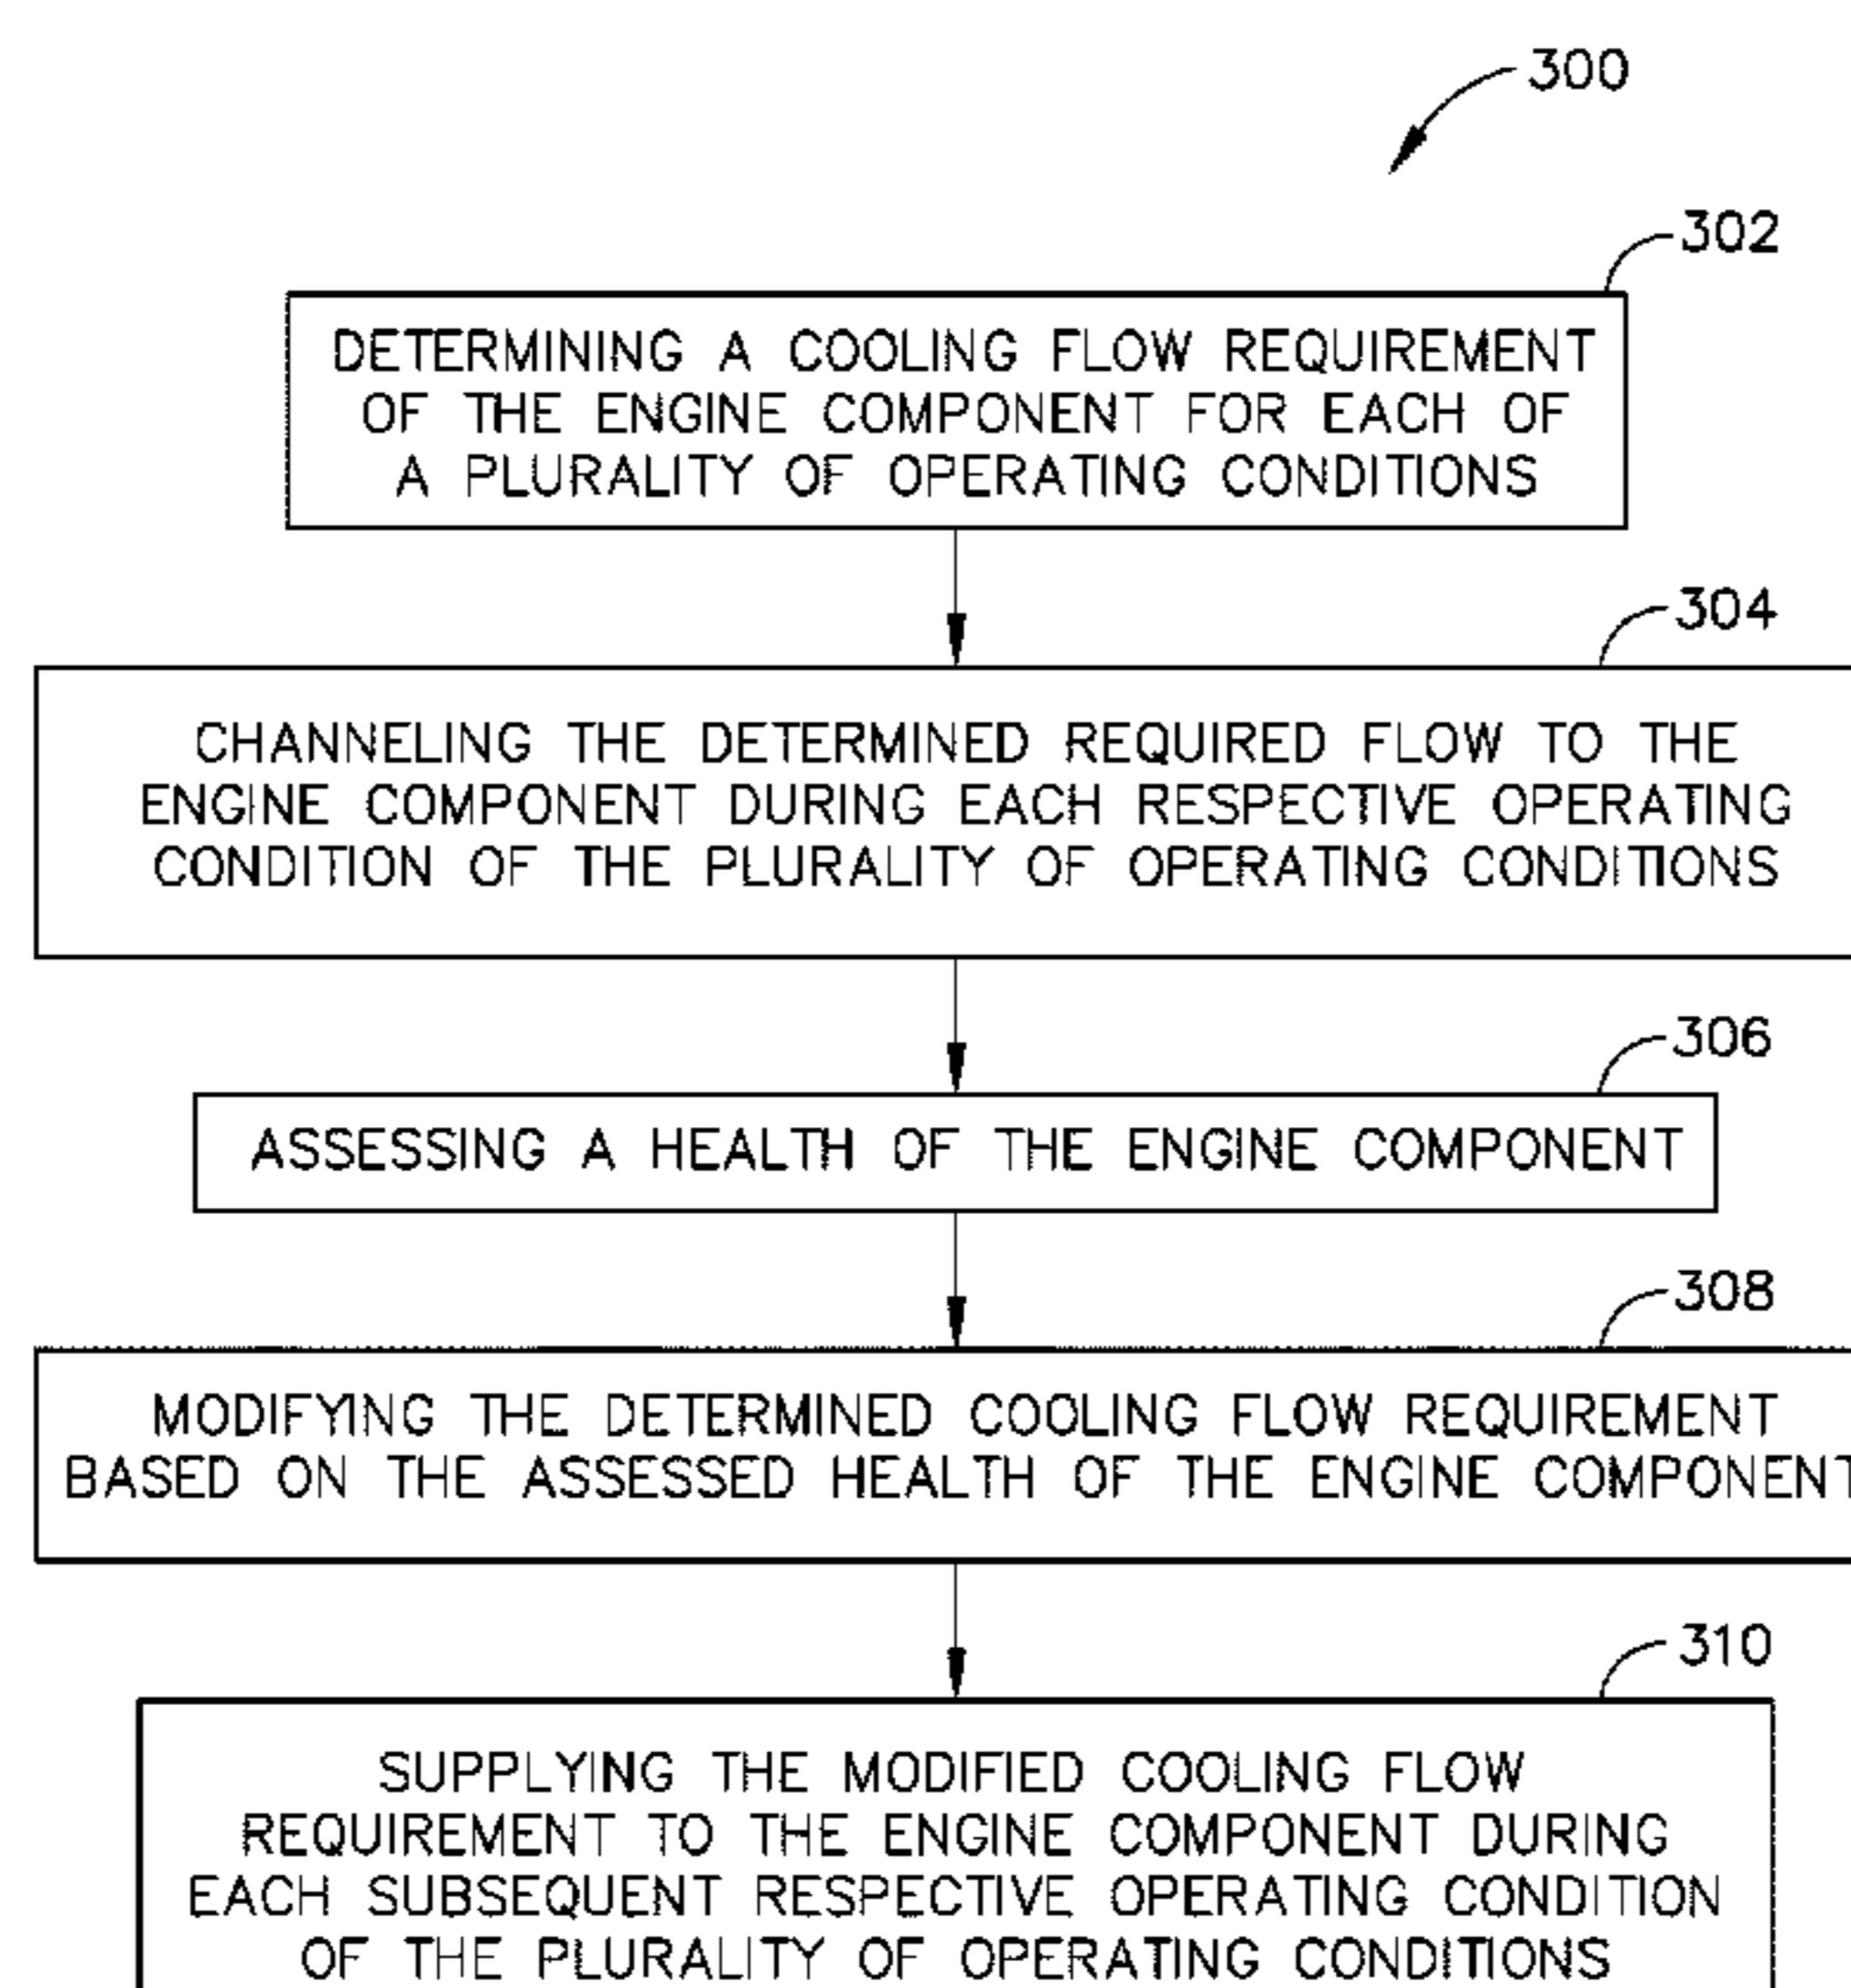 300
302
DETERMINING A COOLING FLOW REQUIREMENT
OF THE ENGINE COMPONENT FOR EACH OF
A PLURALITY OF OPERATING CONDITIONS
304
CHANNELING THE DETERMINED REQUIRED FLOW TO THE
ENGINE COMPONENT DURING EACH RESPECTIVE OPERATING
CONDITION OF THE PLURALITY OF OPERATING CONDITIONS
306
ASSESSING A HEALTH OF THE ENGINE COMPONENT
308
MODIFYING THE DETERMINED COOLING FLOW REQUIREMENT
BASED ON THE ASSESSED HEALTH OF THE ENGINE COMPONENT
310
SUPPLYING THE MODIFIED COOLING FLOW
REQUIREMENT TO THE ENGINE COMPONENT DURING
EACH SUBSEQUENT RESPECTIVE OPERATING CONDITION
OF THE PLURALITY OF OPERATING CONDITIONS